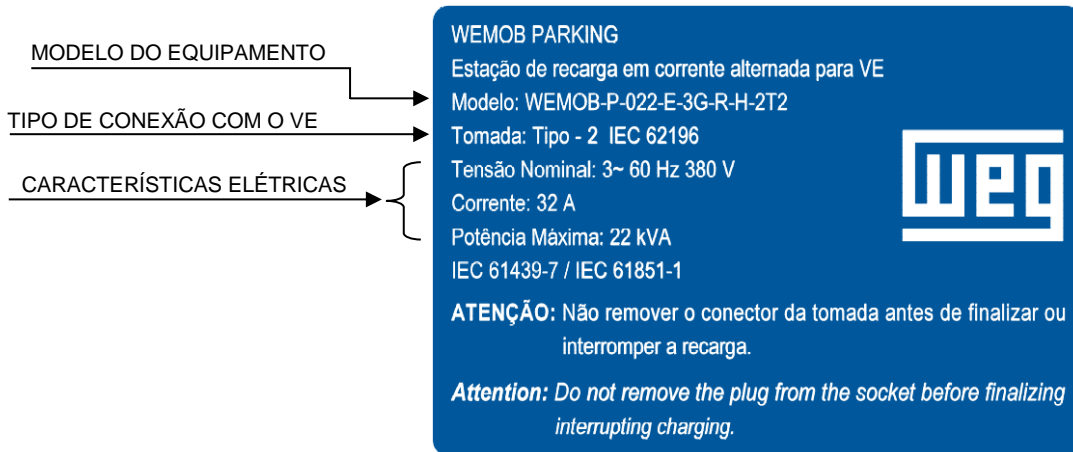 MODELO DO EQUIPAMENTO
TIPO DE CONEXÃO COM O VE
CARACTERÍSTICAS ELÉTRICAS
WEMOB PARKING
Estação de recarga em corrente alternada para VE
Modelo: WEMOB-P-022-E-3G-R-H-2T2
Tomada: Tipo - 2 IEC 62196
Tensão Nominal: 3~ 60 Hz 380 V
Corrente: 32 A
Potência Máxima: 22 kVA
IEC 61439-7 / IEC 61851-1
weg
ATENÇÃO: Não remover o conector da tomada antes de finalizar ou
interromper a recarga.
Attention: Do not remove the plug from the socket before finalizing
interrupting charging.